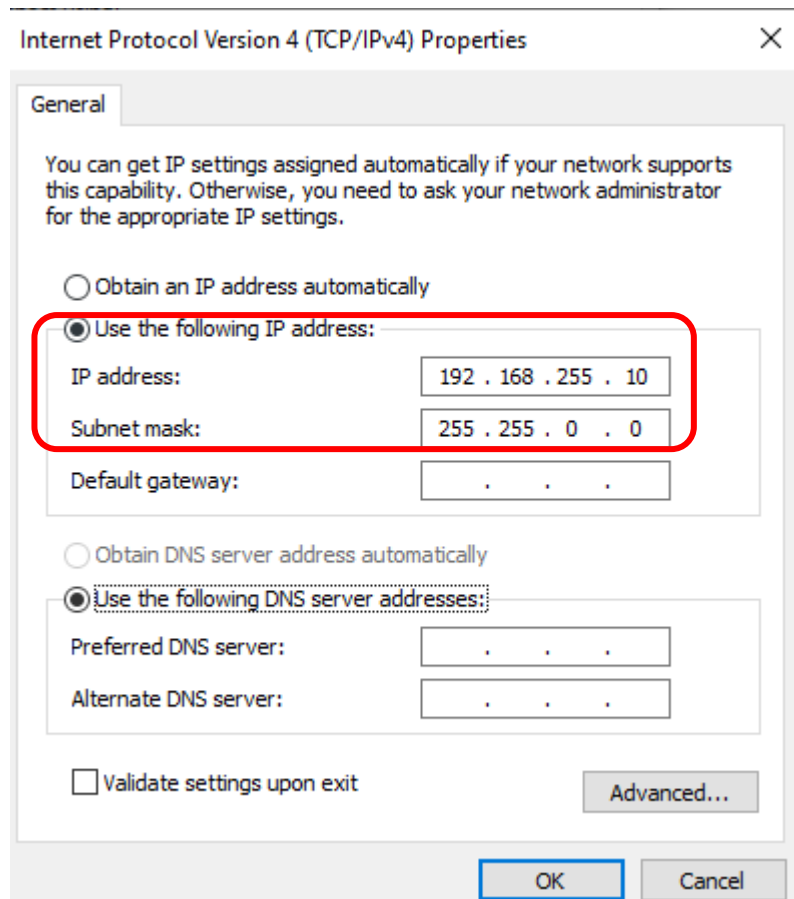 Internet Protocol Version 4 (TCP/IPv4) Properties
General
You can get IP settings assigned automatically if your network supports
this capability. Otherwise, you need to ask your network administrator
for the appropriate IP settings.
Obtain an IP address automatically
Use the following IP address:
IP address: 192 . 168 . 255 . 10
Subnet mask: 255 . 255 . 0 . 0
Default gateway: . . .
Obtain DNS server address automatically
Use the following DNS server addresses:
Preferred DNS server: . . .
Alternate DNS server: . . .
Validate settings upon exit
Advanced...
OK Cancel